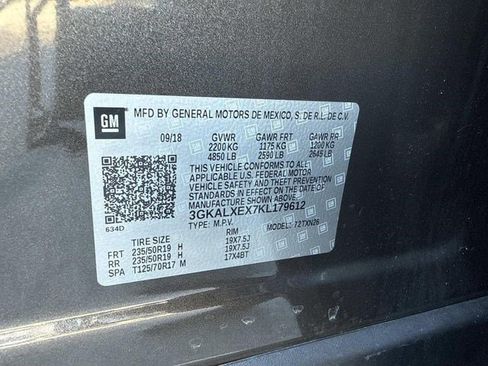 GM
MFD BY GENERAL MOTORS DE MEXICO, S. DE R.L. DE C.V.
09/18 GVWR GAWR FRT GAWR RR
2200 KG 1175 KG 1200 KG
4850 LB 2590 LB 2645 LB
THIS VEHICLE CONFORMS TO ALL
APPLICABLE U.S. FEDERAL MOTOR
VEHICLE SAFETY AND THEFT PREVENTION
STANDARDS IN EFFECT ON THE DATE OF
MANUFACTURE SHOWN ABOVE.
3GKALXEX7KL179612
634D TYPE: M.P.V. MODEL: 72TXN26
TIRE SIZE RIM
FRT 235/50R19 H 19X7.5J
RR 235/50R19 H 19X7.5J
SPA T125/70R17 M 17X4BT